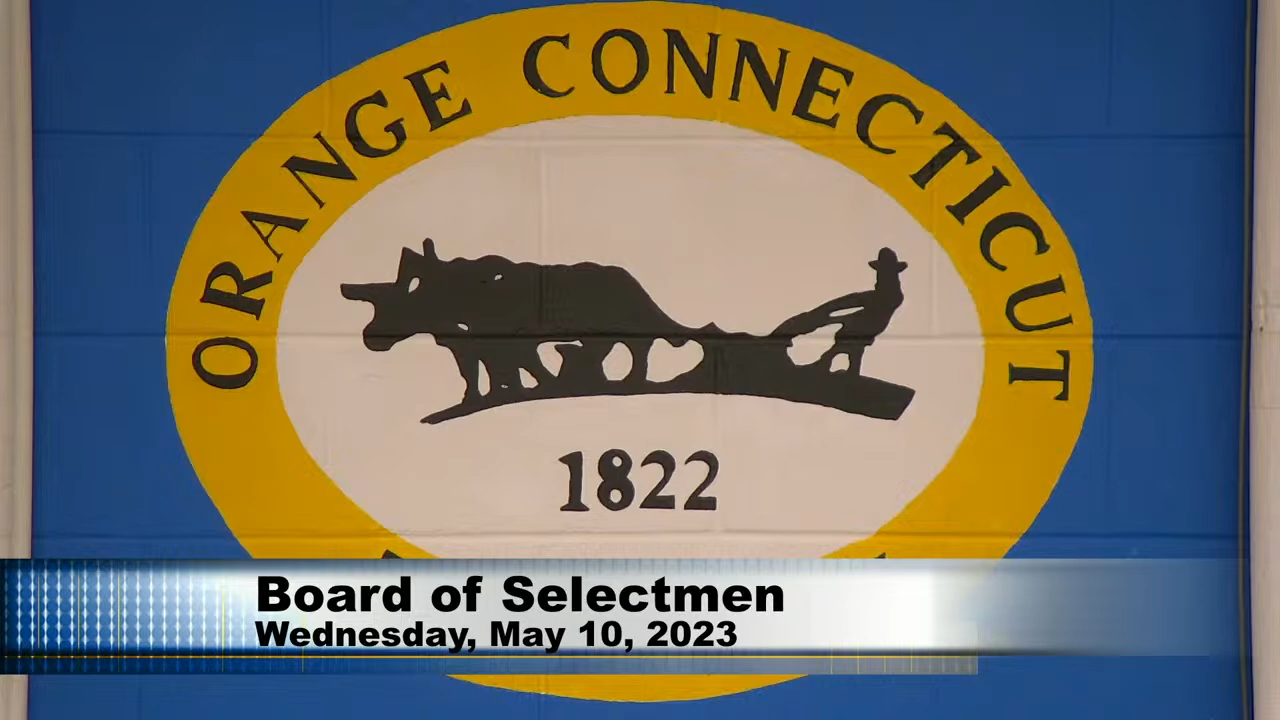 ORANGE CONNECTICUT
1822
Board of Selectmen
Wednesday, May 10, 2023